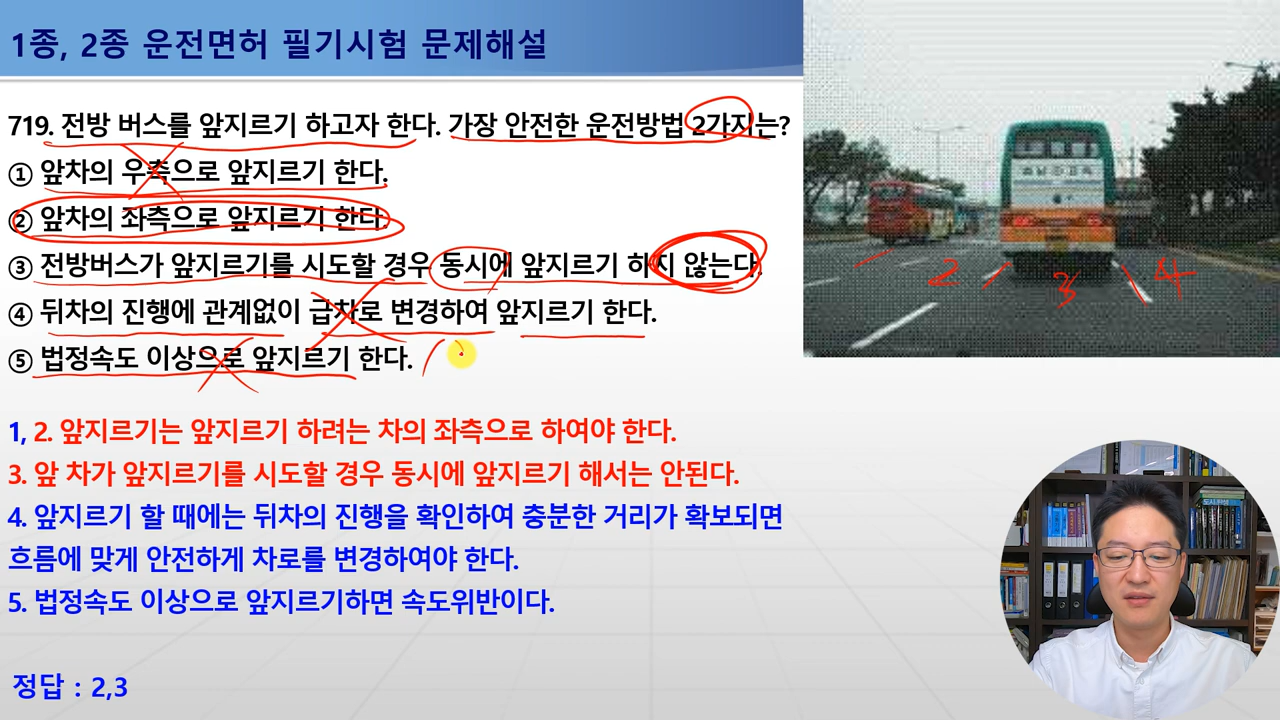 1종, 2종 운전면허 필기시험 문제해설
719. 전방 버스를 앞지르기 하고자 한다. 가장 안전한 운전방법 2가지는?
① 앞차의 우측으로 앞지르기 한다.
② 앞차의 좌측으로 앞지르기 한다.
③ 전방버스가 앞지르기를 시도할 경우 동시에 앞지르기 하지 않는다.
④ 뒤차의 진행에 관계없이 급차로 변경하여 앞지르기 한다.
⑤ 법정속도 이상으로 앞지르기 한다.
2 3 4
1, 2. 앞지르기는 앞지르기 하려는 차의 좌측으로 하여야 한다.
3. 앞 차가 앞지르기를 시도할 경우 동시에 앞지르기 해서는 안된다.
4. 앞지르기 할 때에는 뒤차의 진행을 확인하여 충분한 거리가 확보되면
흐름에 맞게 안전하게 차로를 변경하여야 한다.
5. 법정속도 이상으로 앞지르기하면 속도위반이다.
정답 : 2,3